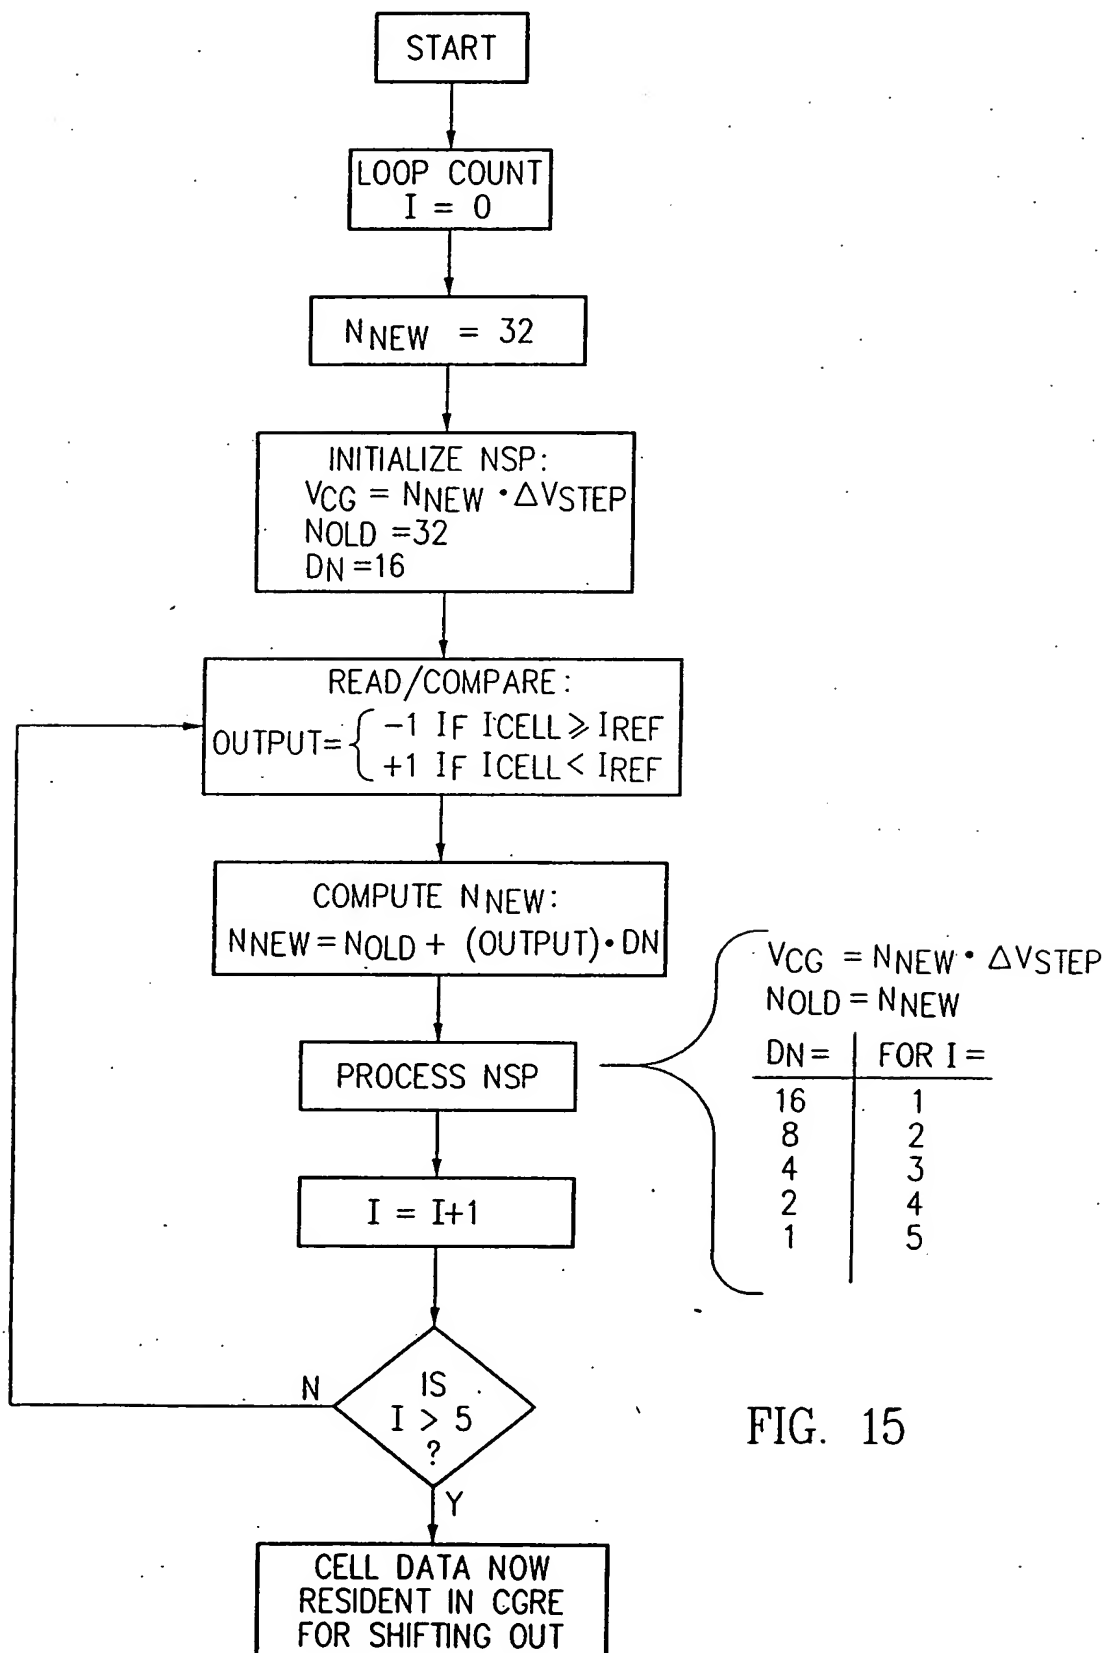 START
LOOP COUNT
I = 0
NNEW = 32
INITIALIZE NSP:
VCG = NNEW · ΔVSTEP
NOLD =32
DN =16
READ/COMPARE:
OUTPUT= { -1 IF ICELL ⩾ IREF
+1 IF ICELL < IREF
COMPUTE NNEW:
NNEW = NOLD + (OUTPUT) · DN
PROCESS NSP
VCG = NNEW · ΔVSTEP
NOLD = NNEW
DN = FOR I =
16 1
8 2
4 3
2 4
1 5
I = I+1
IS
I > 5
?
N
Y
CELL DATA NOW
RESIDENT IN CGRE
FOR SHIFTING OUT
FIG. 15